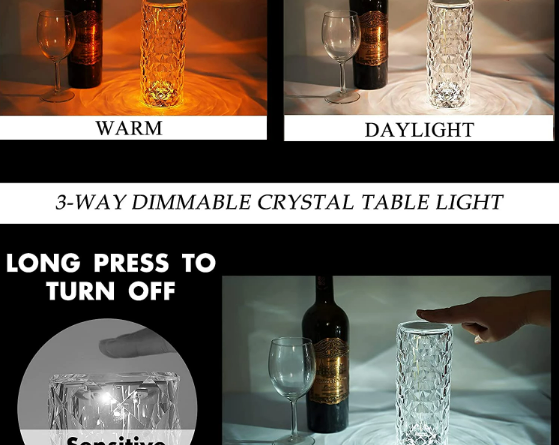 WARM
DAYLIGHT
3-WAY DIMMABLE CRYSTAL TABLE LIGHT
LONG PRESS TO
TURN OFF
Sensitive